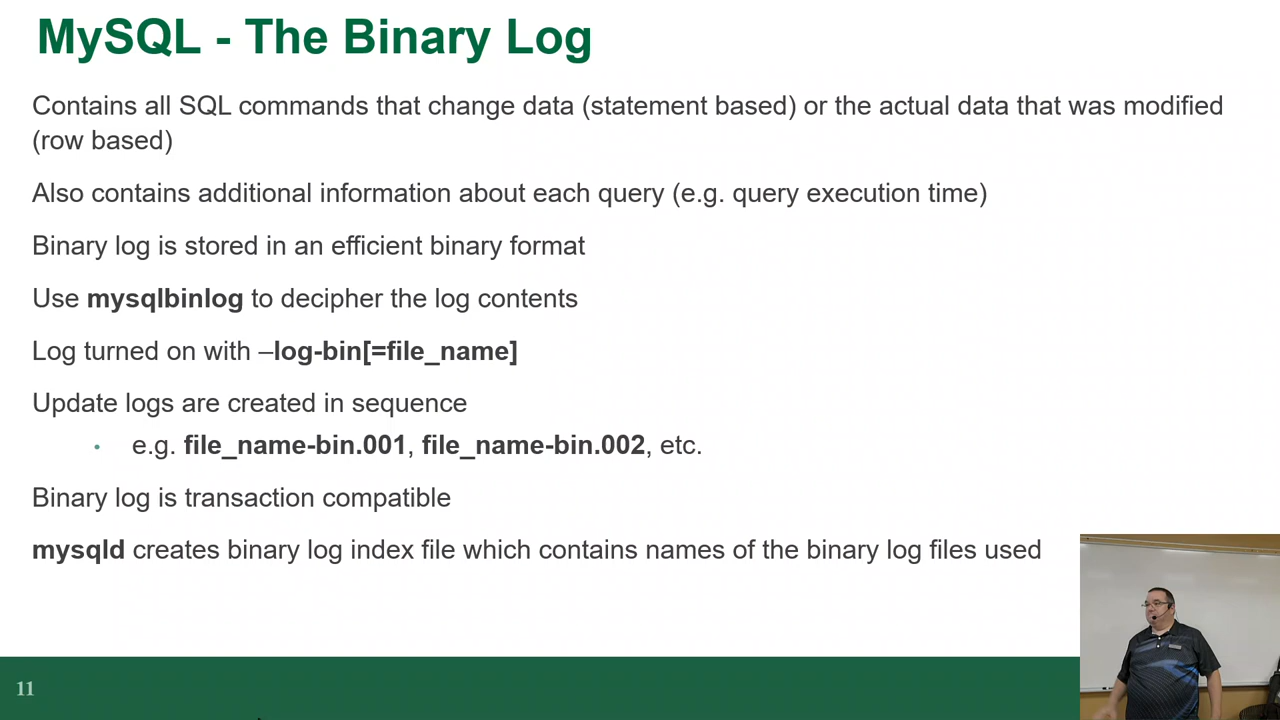 MySQL - The Binary Log
Contains all SQL commands that change data (statement based) or the actual data that was modified
(row based)
Also contains additional information about each query (e.g. query execution time)
Binary log is stored in an efficient binary format
Use mysqlbinlog to decipher the log contents
Log turned on with –log-bin[=file_name]
Update logs are created in sequence
• e.g. file_name-bin.001, file_name-bin.002, etc.
Binary log is transaction compatible
mysqld creates binary log index file which contains names of the binary log files used
11